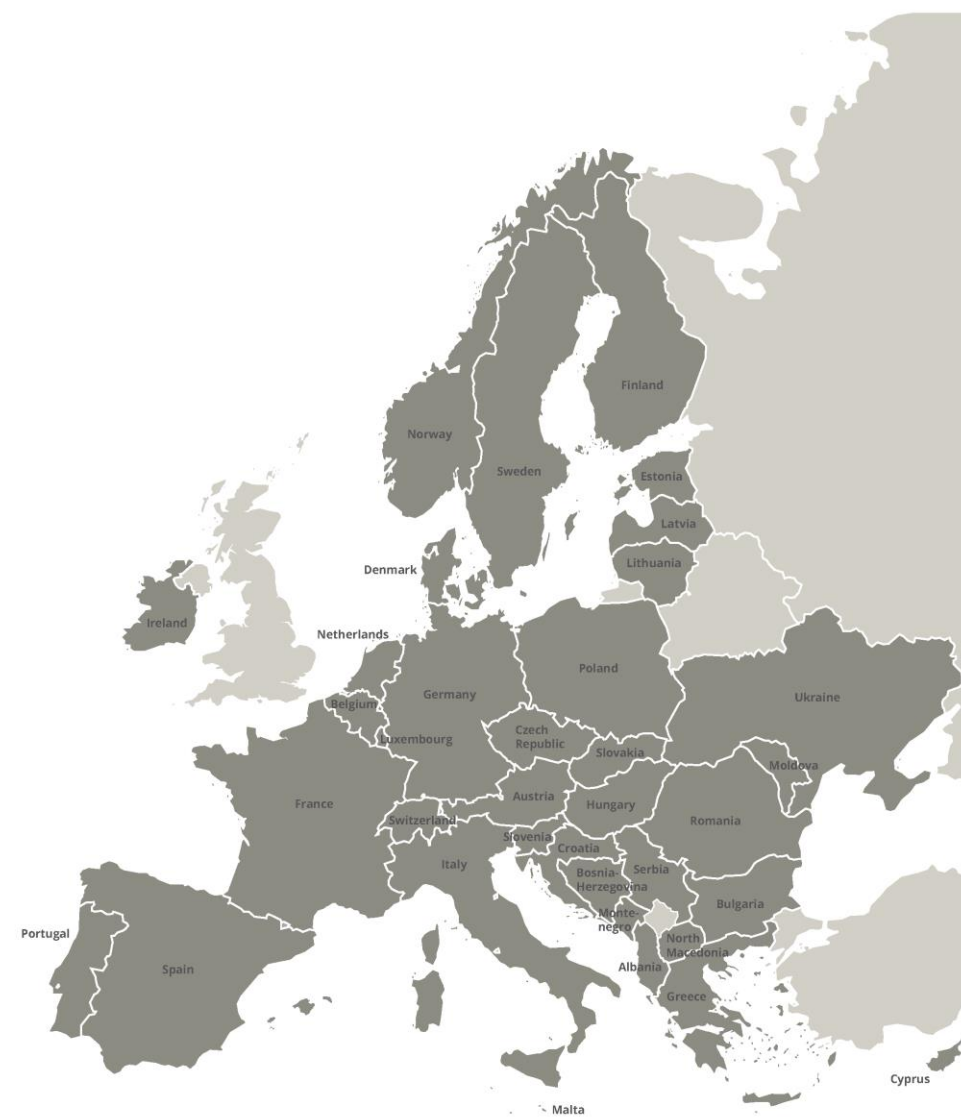 Finland
Norway
Sweden
Estonia
Latvia
Lithuania
Denmark
Ireland
Netherlands
Poland
Germany
Ukraine
Belgium
Czech
Republic
Luxembourg
Slovakia
Moldova
Austria
France
Hungary
Switzerland
Romania
Slovenia
Croatia
Italy
Serbia
Bosnia-
Herzegovina
Bulgaria
Monte-
negro
Portugal
North
Macedonia
Spain
Albania
Greece
Cyprus
Malta